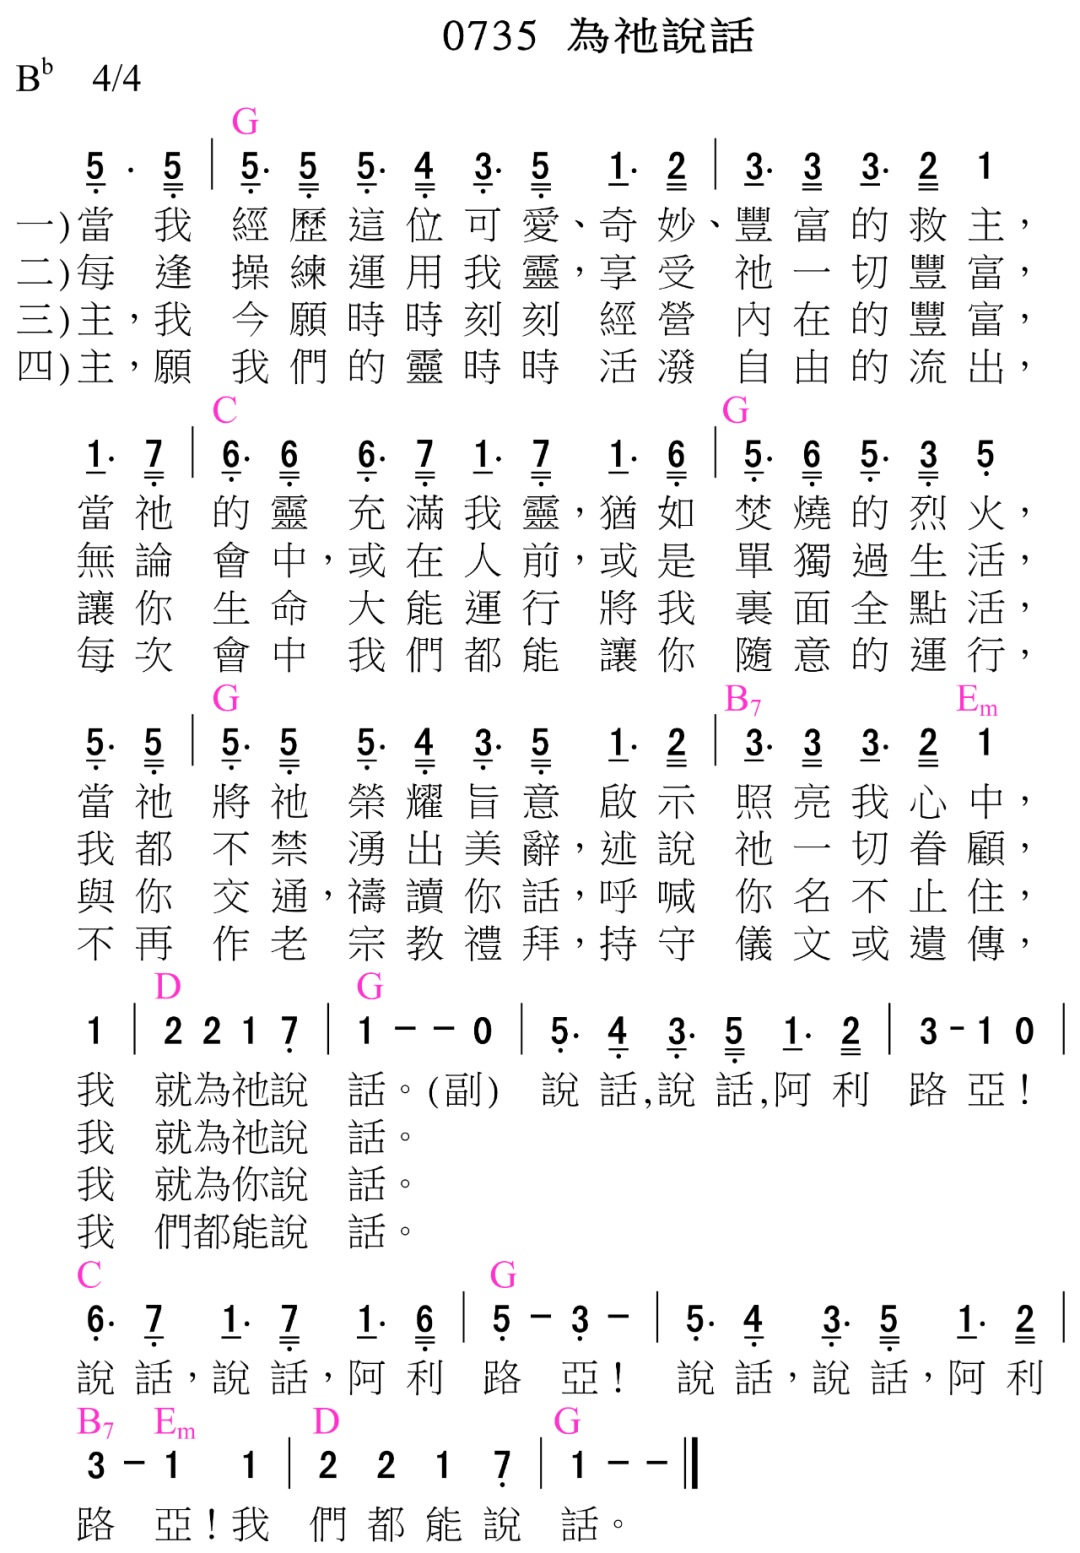 0735 為祂說話
B♭ 4/4
G
5 · 5 | 5· 5 5· 4 3· 5 1· 2 | 3· 3 3· 2 1
一)當 我 經歷這位可愛、奇妙、豐富的救主,
二)每 逢 操練運用我靈,享受 祂一切豐富,
三)主,我 今願時時刻刻 經營 內在的豐富,
四)主,願 我們的靈時時 活潑 自由的流出,
C G
1· 7 | 6· 6 6· 7 1· 7 1· 6 | 5· 6 5· 3 5
當祂 的靈 充滿我靈,猶如 焚燒的烈火,
無論 會中,或在人前,或是 單獨過生活,
讓你 生命 大能運行 將我 裏面全點活,
每次 會中 我們都能 讓你 隨意的運行,
G B7 Em
5· 5 | 5· 5 5· 4 3· 5 1· 2 | 3· 3 3· 2 1
當祂 將祂 榮耀旨意 啟示 照亮我心中,
我都 不禁 湧出美辭,述說 祂一切眷顧,
與你 交通,禱讀你話,呼喊 你名不止住,
不再 作老 宗教禮拜,持守 儀文或遺傳,
D G
1 | 2 2 1 7 | 1 - - 0 | 5· 4 3· 5 1· 2 | 3 - 1 0 |
我 就為祂說 話。(副) 說話,說話,阿利 路亞!
我 就為祂說 話。
我 就為你說 話。
我 們都能說 話。
C G
6· 7 1· 7 1· 6 | 5 - 3 - | 5· 4 3· 5 1· 2 |
說話,說話,阿利 路 亞! 說話,說話,阿利
B7 Em D G
3 - 1 1 | 2 2 1 7 | 1 - - ‖
路 亞!我 們都能說 話。